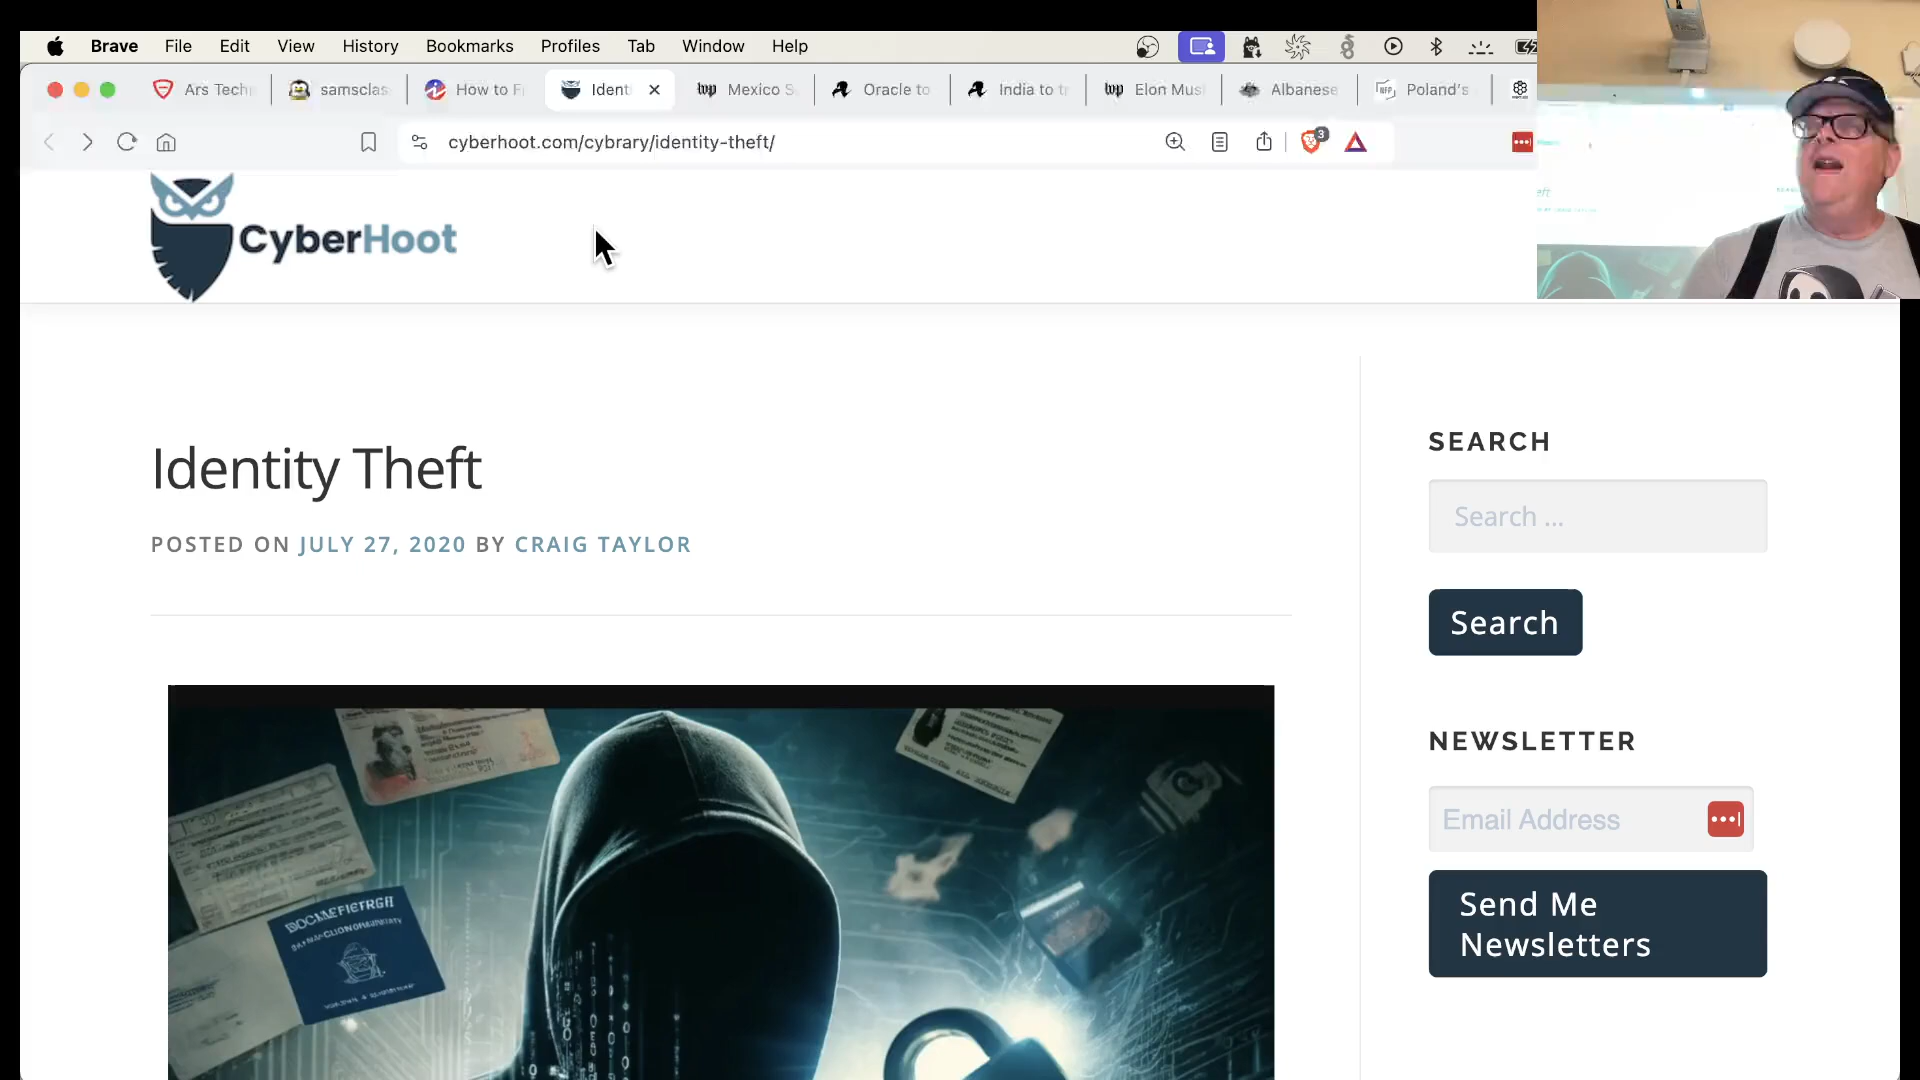 Brave File Edit View History Bookmarks Profiles Tab Window Help
Ars Tech samsclas How to F Ident Mexico S Oracle to India to t Elon Mus Albanese Poland's
cyberhoot.com/cybrary/identity-theft/
3
CyberHoot
Identity Theft
POSTED ON JULY 27, 2020 BY CRAIG TAYLOR
SEARCH
Search ...
Search
NEWSLETTER
Email Address
Send Me
Newsletters